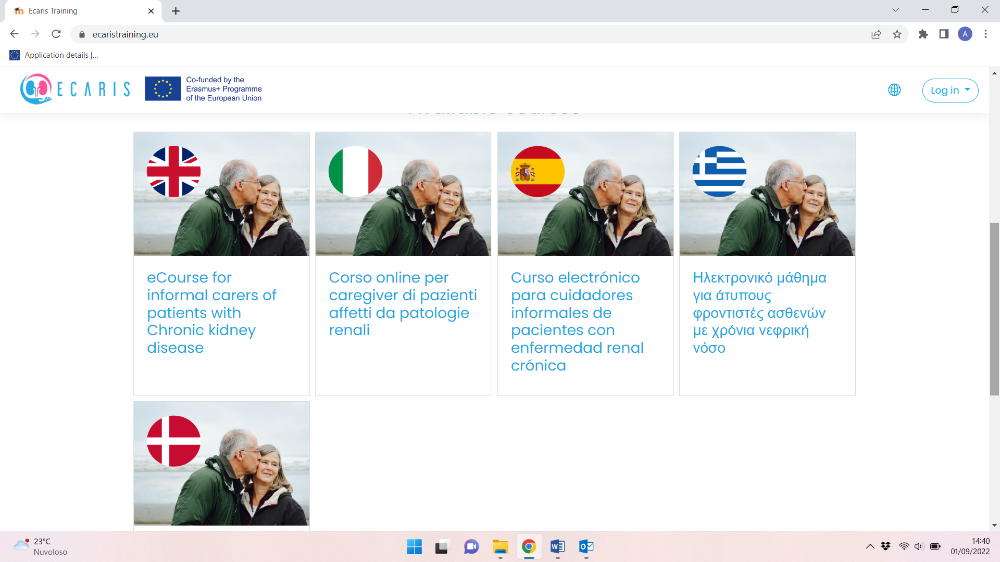 Ecaris Training
ecaristraining.eu
A
Application details |...
ECARIS
Co-funded by the
Erasmus+ Programme
of the European Union
Log in
eCourse for
informal carers of
patients with
Chronic kidney
disease
Corso online per
caregiver di pazienti
affetti da patologie
renali
Curso electrónico
para cuidadores
informales de
pacientes con
enfermedad renal
crónica
Ηλεκτρονικό μάθημα
για άτυπους
φροντιστές ασθενών
με χρόνια νεφρική
νόσο
23°C
Nuvoloso
14:40
01/09/2022